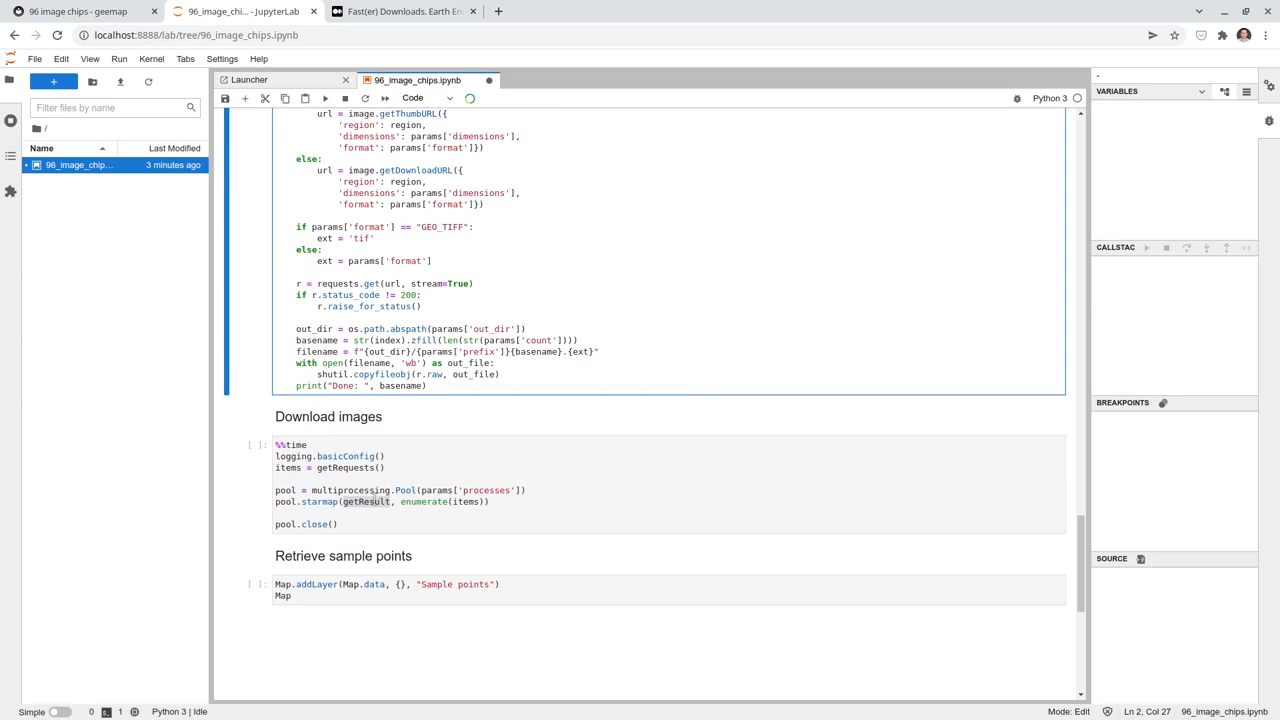 96 image chips - geemap
96_image_chi... - JupyterLab
Fast(er) Downloads. Earth En
localhost:8888/lab/tree/96_image_chips.ipynb
File Edit View Run Kernel Tabs Settings Help
Launcher
96_image_chips.ipynb
Filter files by name
/
Name
Last Modified
96_image_chip...
3 minutes ago
Code
Python 3
url = image.getThumbURL({
'region': region,
'dimensions': params['dimensions'],
'format': params['format']})
else:
url = image.getDownloadURL({
'region': region,
'dimensions': params['dimensions'],
'format': params['format']})
if params['format'] == "GEO_TIFF":
ext = 'tif'
else:
ext = params['format']
r = requests.get(url, stream=True)
if r.status_code != 200:
r.raise_for_status()
out_dir = os.path.abspath(params['out_dir'])
basename = str(index).zfill(len(str(params['count'])))
filename = f"{out_dir}/{params['prefix']}{basename}.{ext}"
with open(filename, 'wb') as out_file:
shutil.copyfileobj(r.raw, out_file)
print("Done: ", basename)
Download images
[ ]:
%%time
logging.basicConfig()
items = getRequests()
pool = multiprocessing.Pool(params['processes'])
pool.starmap(getResult, enumerate(items))
pool.close()
Retrieve sample points
[ ]:
Map.addLayer(Map.data, {}, "Sample points")
Map
-
VARIABLES
CALLSTAC
BREAKPOINTS
SOURCE
Simple
0
1
Python 3 | Idle
Mode: Edit
Ln 2, Col 27
96_image_chips.ipynb